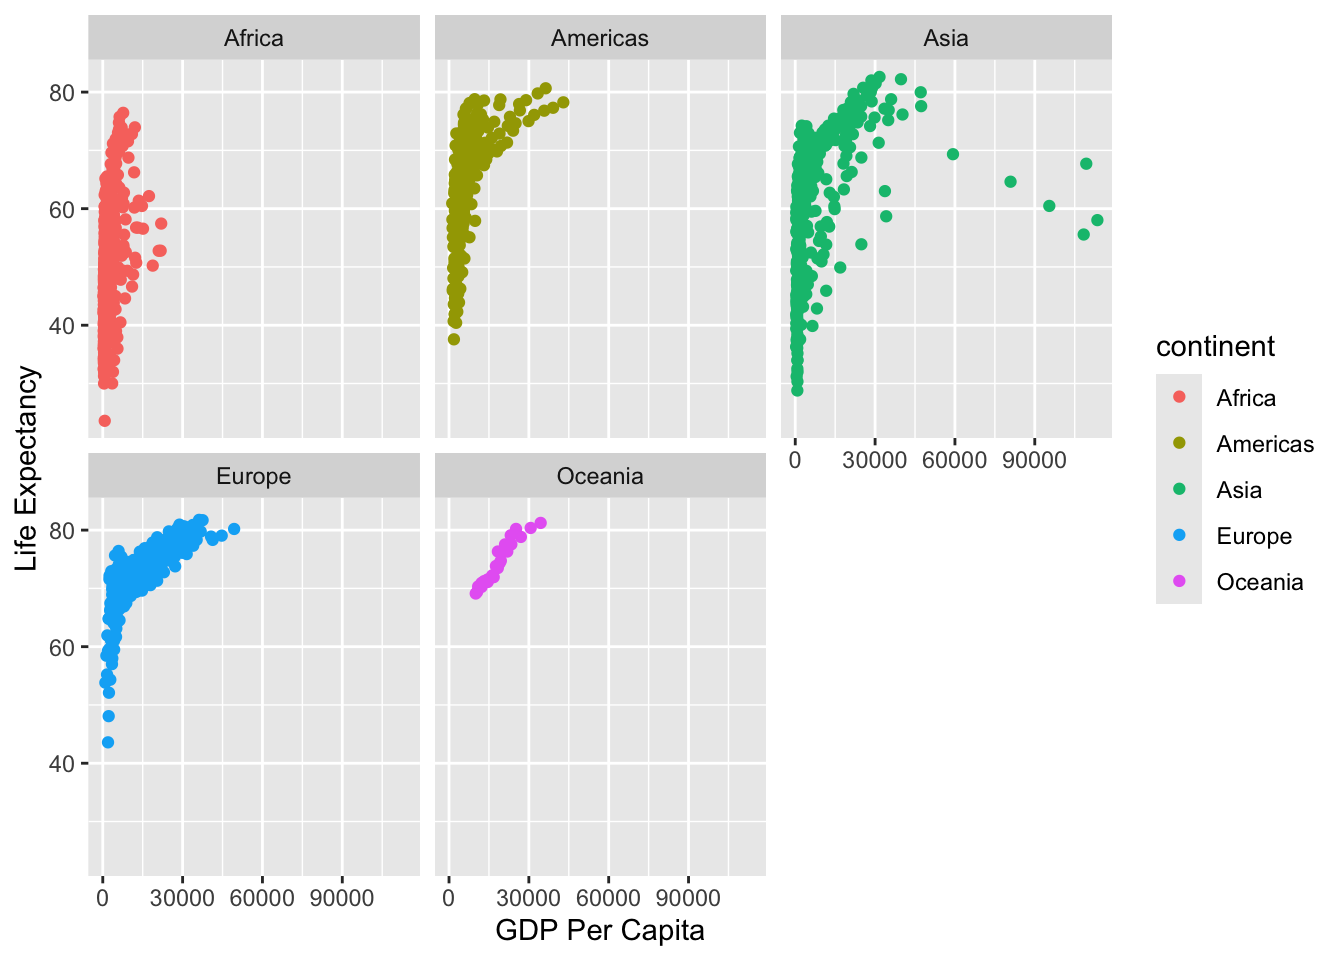 Africa Americas Asia
80
60
40
0 30000 60000 90000
Europe Oceania
80
60
40
0 30000 60000 90000 0 30000 60000 90000
GDP Per Capita
Life Expectancy
continent
Africa
Americas
Asia
Europe
Oceania